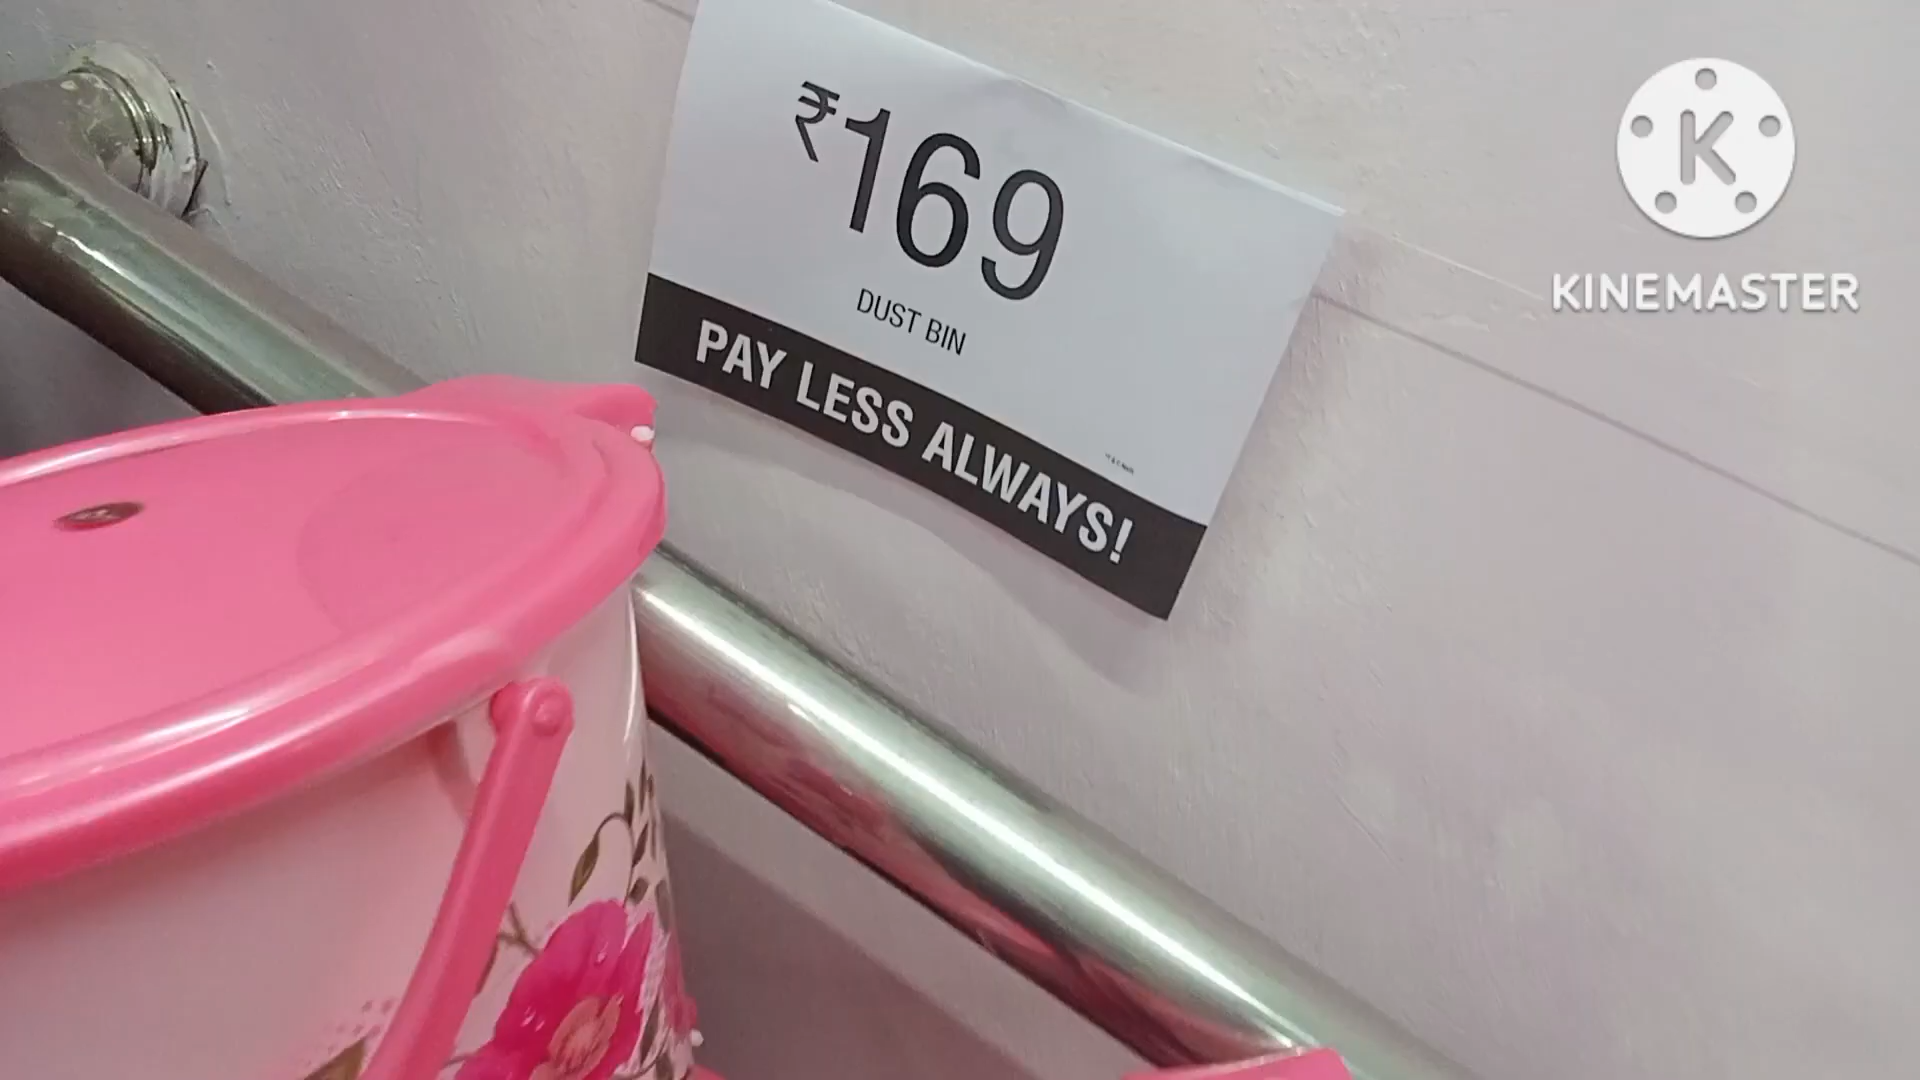 ₹169
DUST BIN
PAY LESS ALWAYS!
K
KINEMASTER